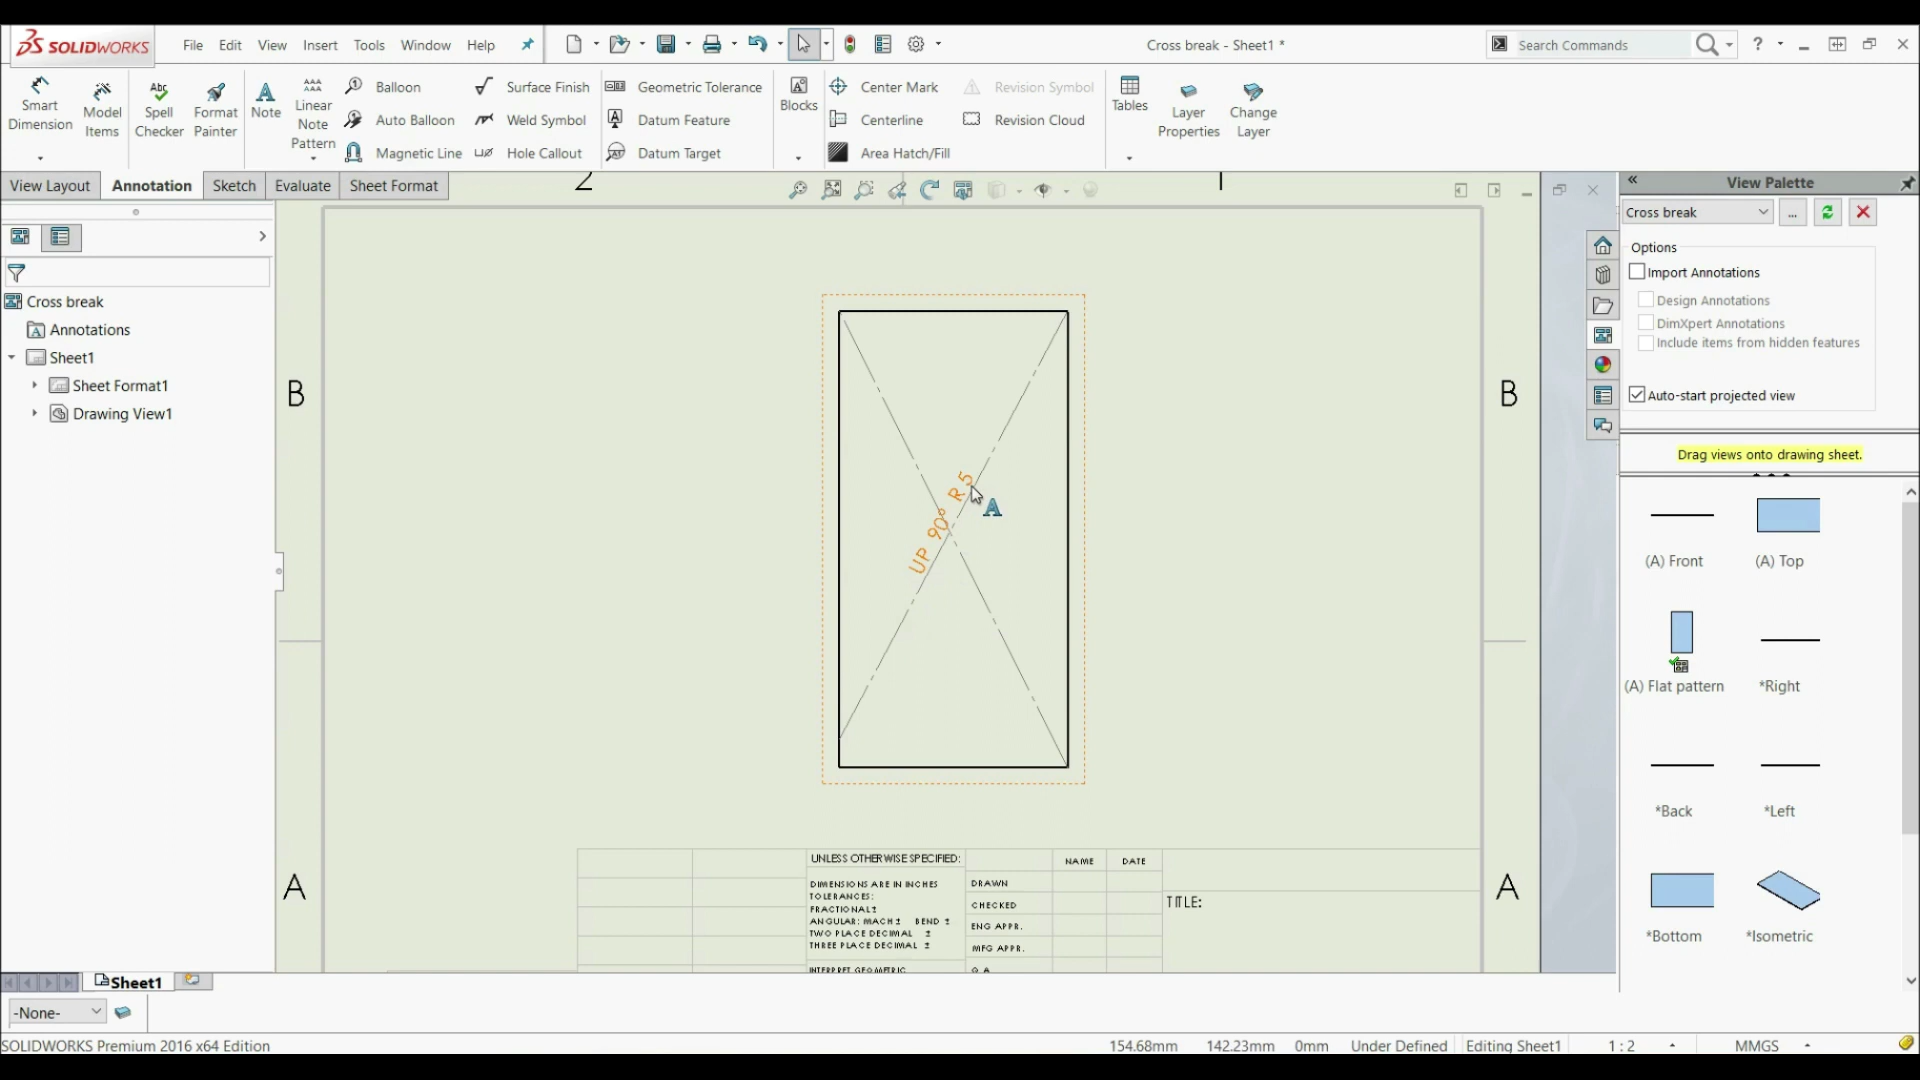 SOLIDWORKS
File Edit View Insert Tools Window Help
Cross break - Sheet1 *
Search Commands
?
Smart Dimension
Model Items
Spell Checker
Format Painter
Note
Linear Note Pattern
Balloon
Auto Balloon
Magnetic Line
Surface Finish
Weld Symbol
Hole Callout
Geometric Tolerance
Datum Feature
Datum Target
Blocks
Center Mark
Centerline
Area Hatch/Fill
Revision Symbol
Revision Cloud
Tables
Layer Properties
Change Layer
View Layout
Annotation
Sketch
Evaluate
Sheet Format
View Palette
Cross break
...
Options
Import Annotations
Design Annotations
DimXpert Annotations
Include items from hidden features
Auto-start projected view
Drag views onto drawing sheet.
(A) Front
(A) Top
(A) Flat pattern
*Right
*Back
*Left
*Bottom
*Isometric
Cross break
Annotations
Sheet1
Sheet Format1
Drawing View1
2
1
B
B
UP 90° R 5
A
A
UNLESS OTHERWISE SPECIFIED:
DIMENSIONS ARE IN INCHES
TOLERANCES:
FRACTIONAL±
ANGULAR: MACH± BEND ±
TWO PLACE DECIMAL ±
THREE PLACE DECIMAL ±
INTERPRET GEOMETRIC
NAME
DATE
DRAWN
CHECKED
ENG APPR.
MFG APPR.
Q.A.
TITLE:
Sheet1
-None-
SOLIDWORKS Premium 2016 x64 Edition
154.68mm
142.23mm
0mm
Under Defined
Editing Sheet1
1 : 2
MMGS